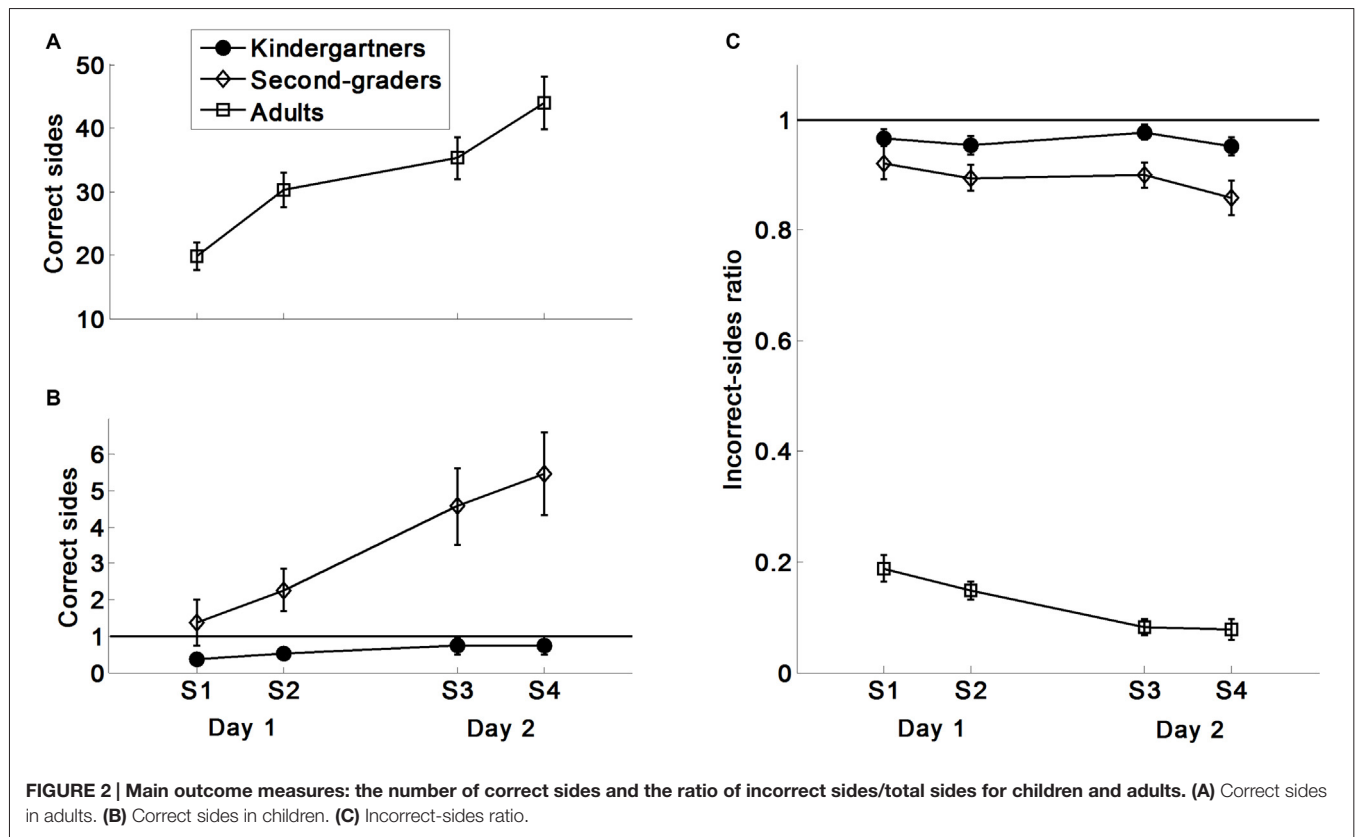 A
Kindergartners
Second-graders
Adults
50
40
30
20
10
Correct sides
B
6
5
4
3
2
1
0
Correct sides
S1 S2 S3 S4
Day 1 Day 2
C
1
0.8
0.6
0.4
0.2
0
Incorrect-sides ratio
S1 S2 S3 S4
Day 1 Day 2
FIGURE 2 | Main outcome measures: the number of correct sides and the ratio of incorrect sides/total sides for children and adults. (A) Correct sides
in adults. (B) Correct sides in children. (C) Incorrect-sides ratio.